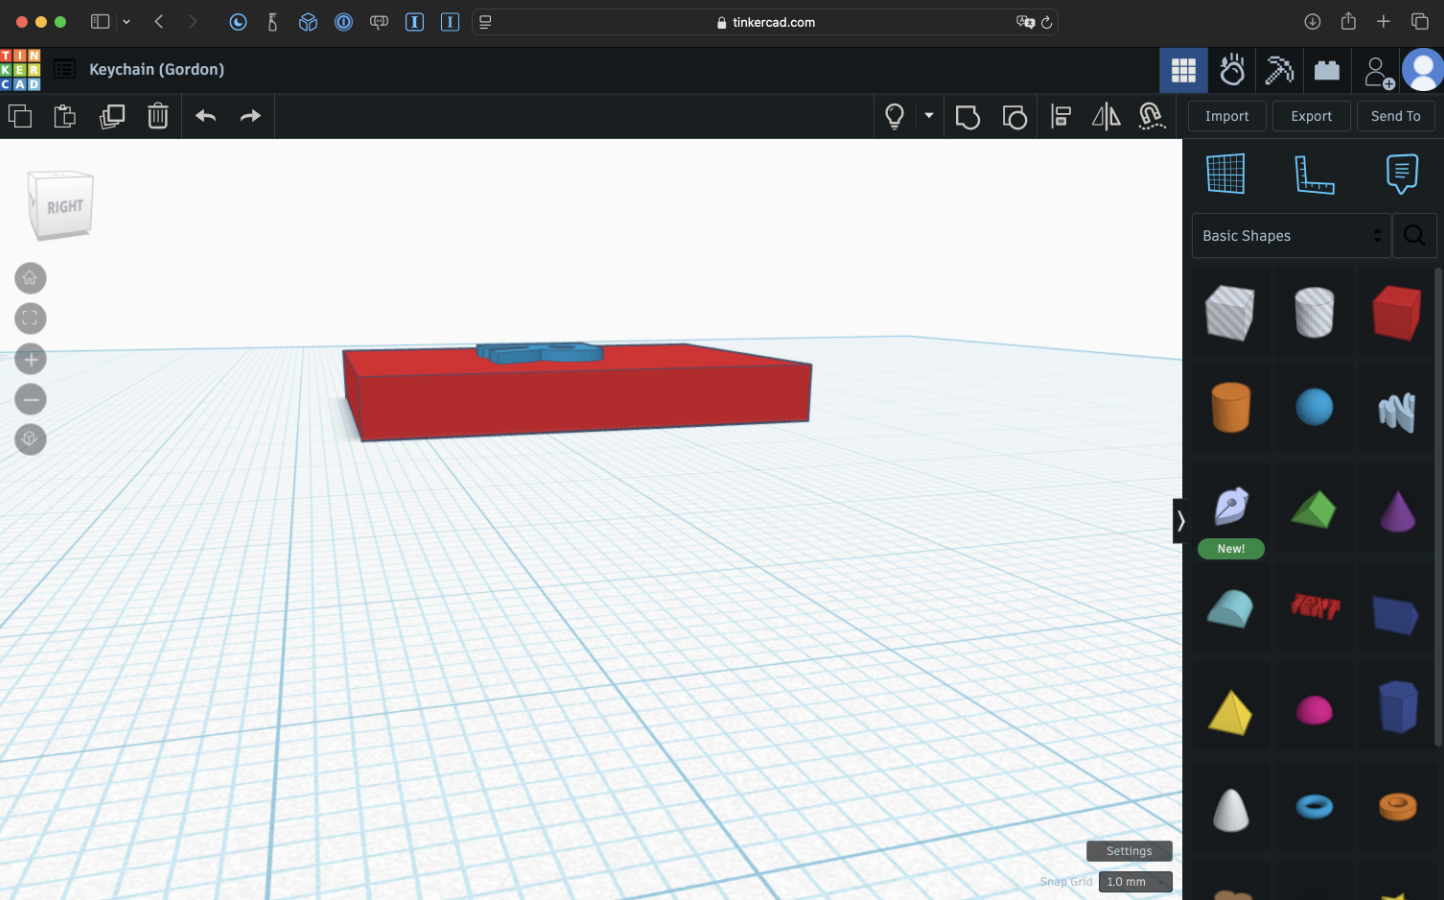 tinkercad.com
TIN
KER
CAD
Keychain (Gordon)
Import
Export
Send To
RIGHT
Basic Shapes
New!
TEXT
Settings
Snap Grid
1.0 mm